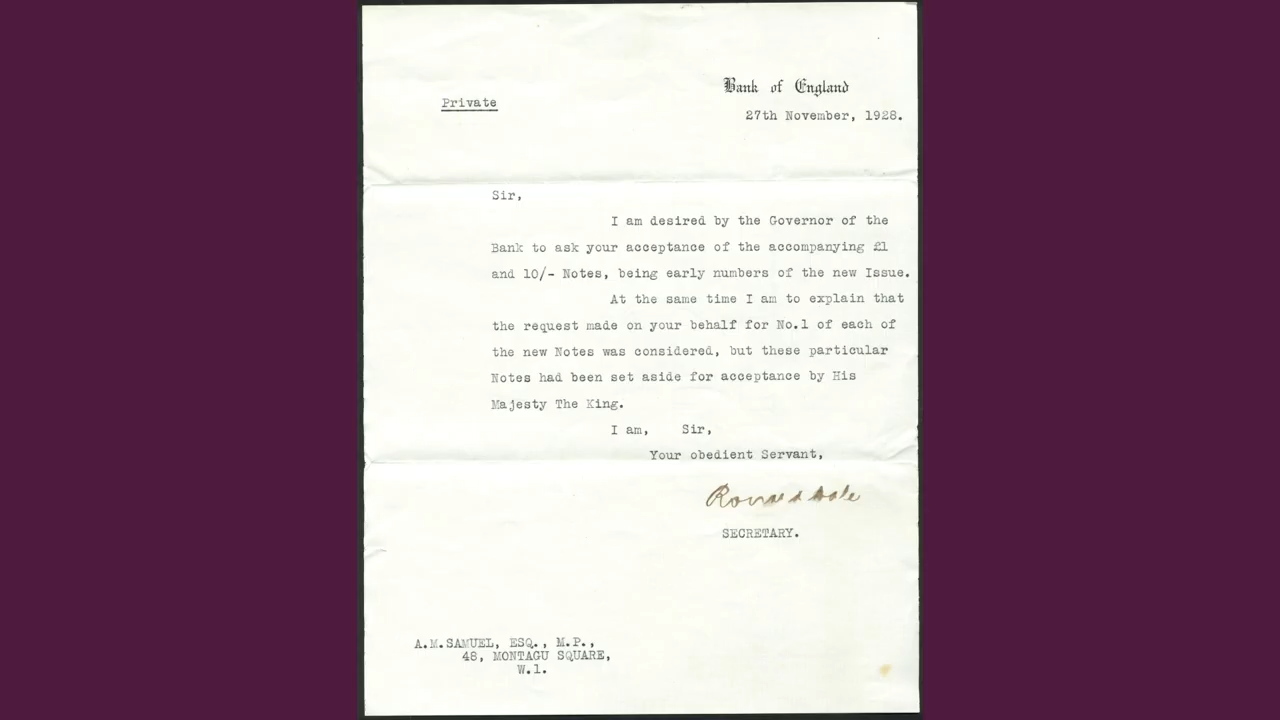 Bank of England
Private
27th November, 1928.
Sir,
I am desired by the Governor of the
Bank to ask your acceptance of the accompanying £1
and 10/- Notes, being early numbers of the new Issue.
At the same time I am to explain that
the request made on your behalf for No.1 of each of
the new Notes was considered, but these particular
Notes had been set aside for acceptance by His
Majesty The King.
I am, Sir,
Your obedient Servant,
Ronald Dale
SECRETARY.
A.M.SAMUEL, ESQ., M.P.,
48, MONTAGU SQUARE,
W.1.